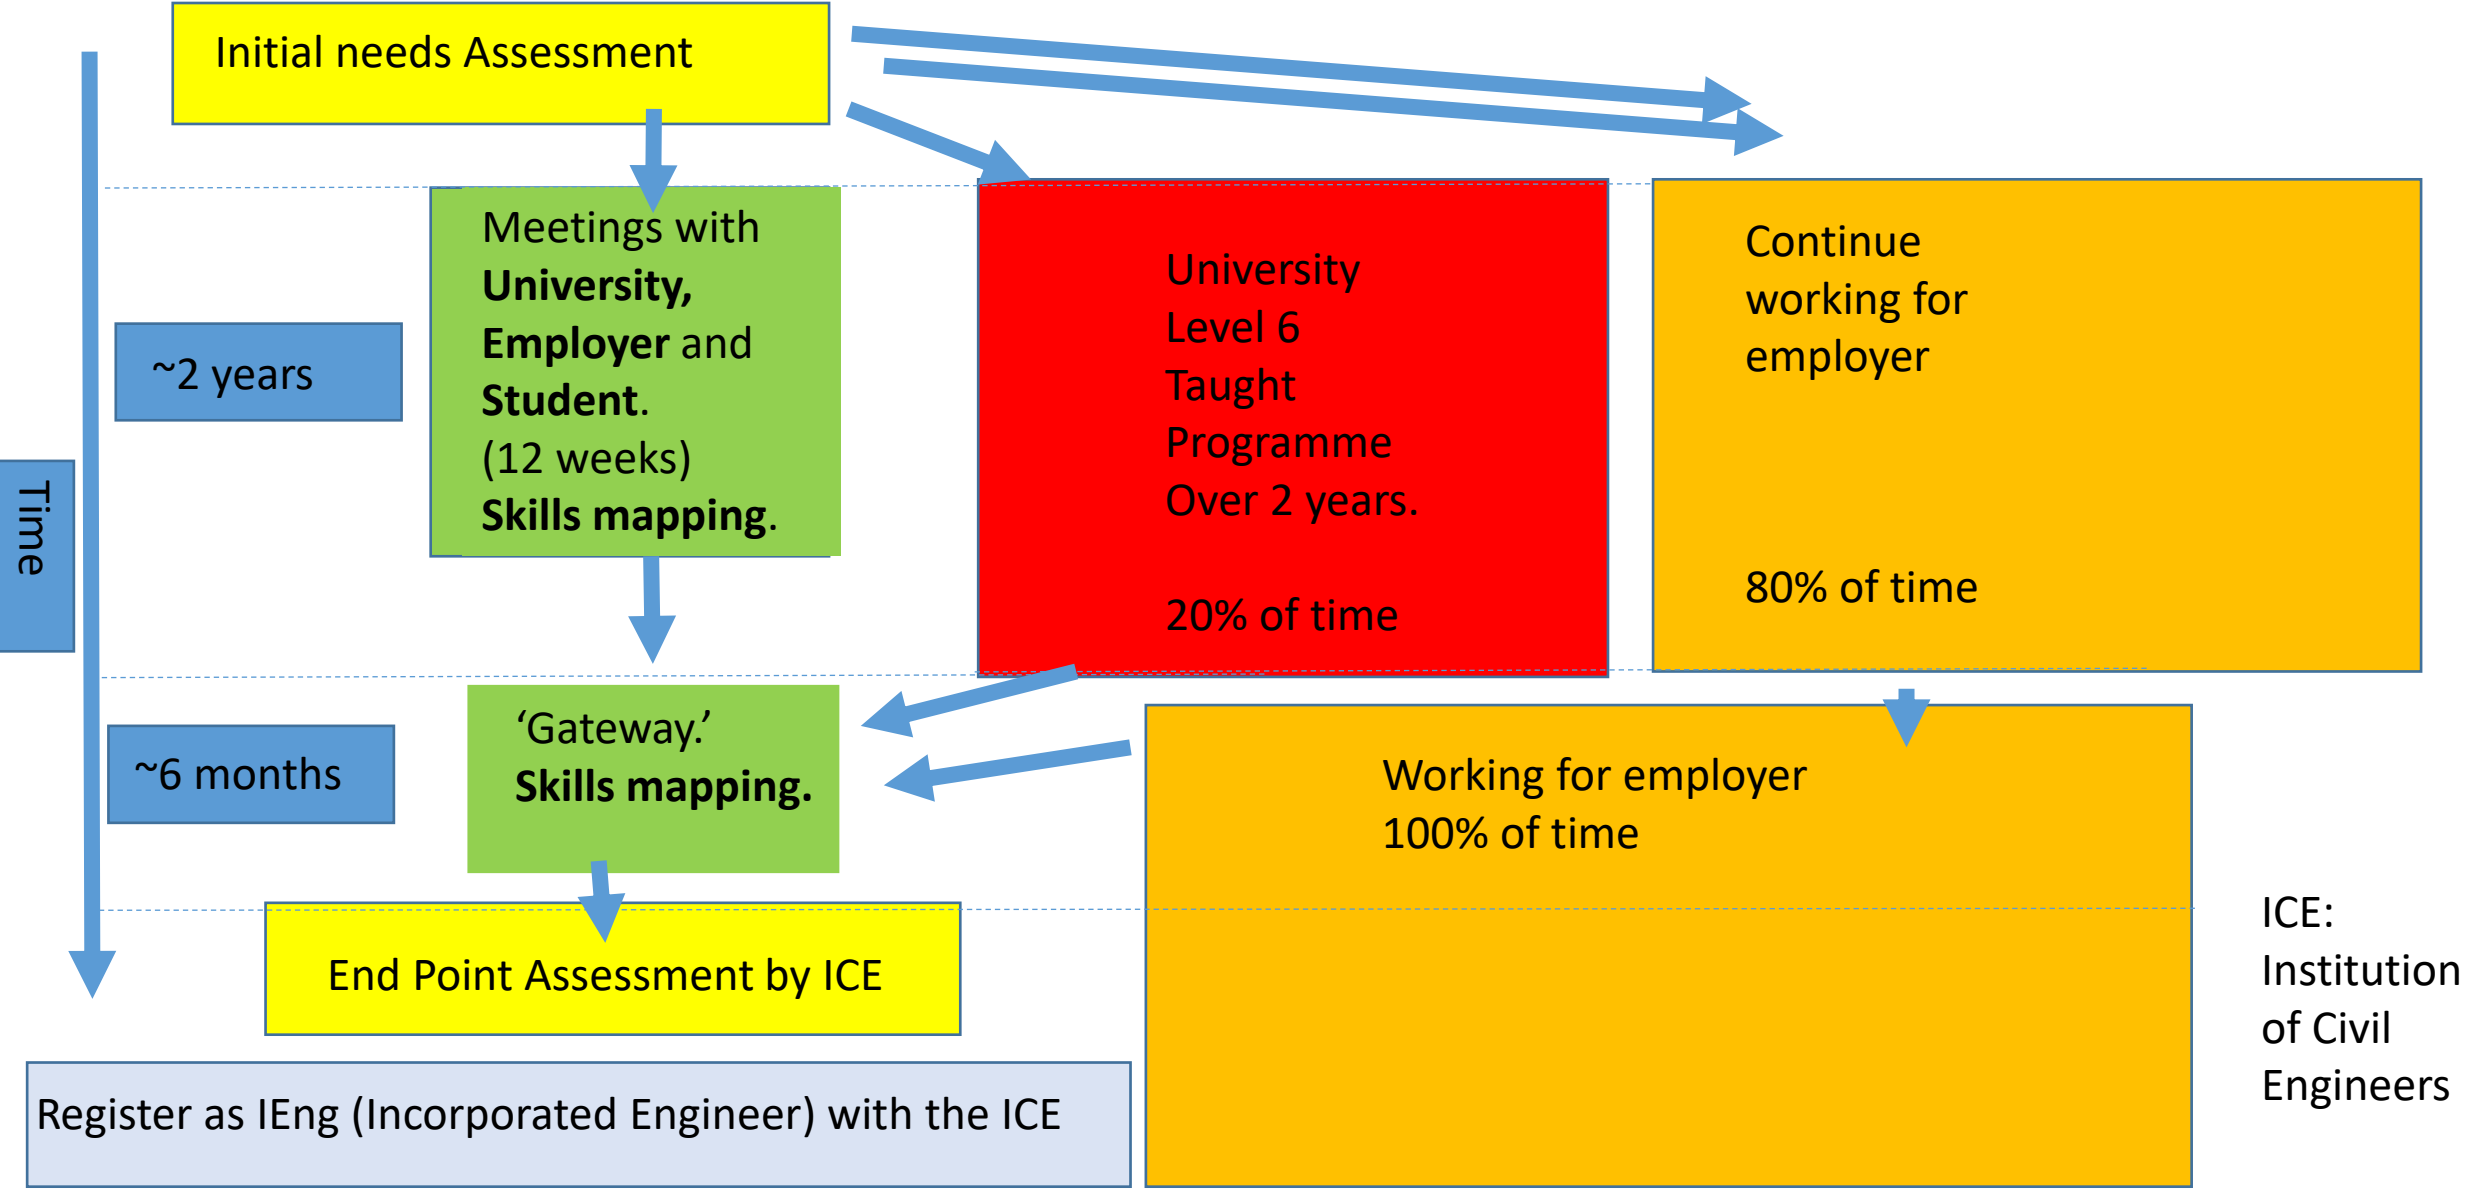 Initial needs Assessment
Meetings with
University,
Employer and
Student.
(12 weeks)
Skills mapping.
University
Level 6
Taught
Programme
Over 2 years.
20% of time
Continue
working for
employer
80% of time
~2 years
Time
‘Gateway.’
Skills mapping.
~6 months
Working for employer
100% of time
End Point Assessment by ICE
ICE:
Institution
of Civil
Engineers
Register as IEng (Incorporated Engineer) with the ICE